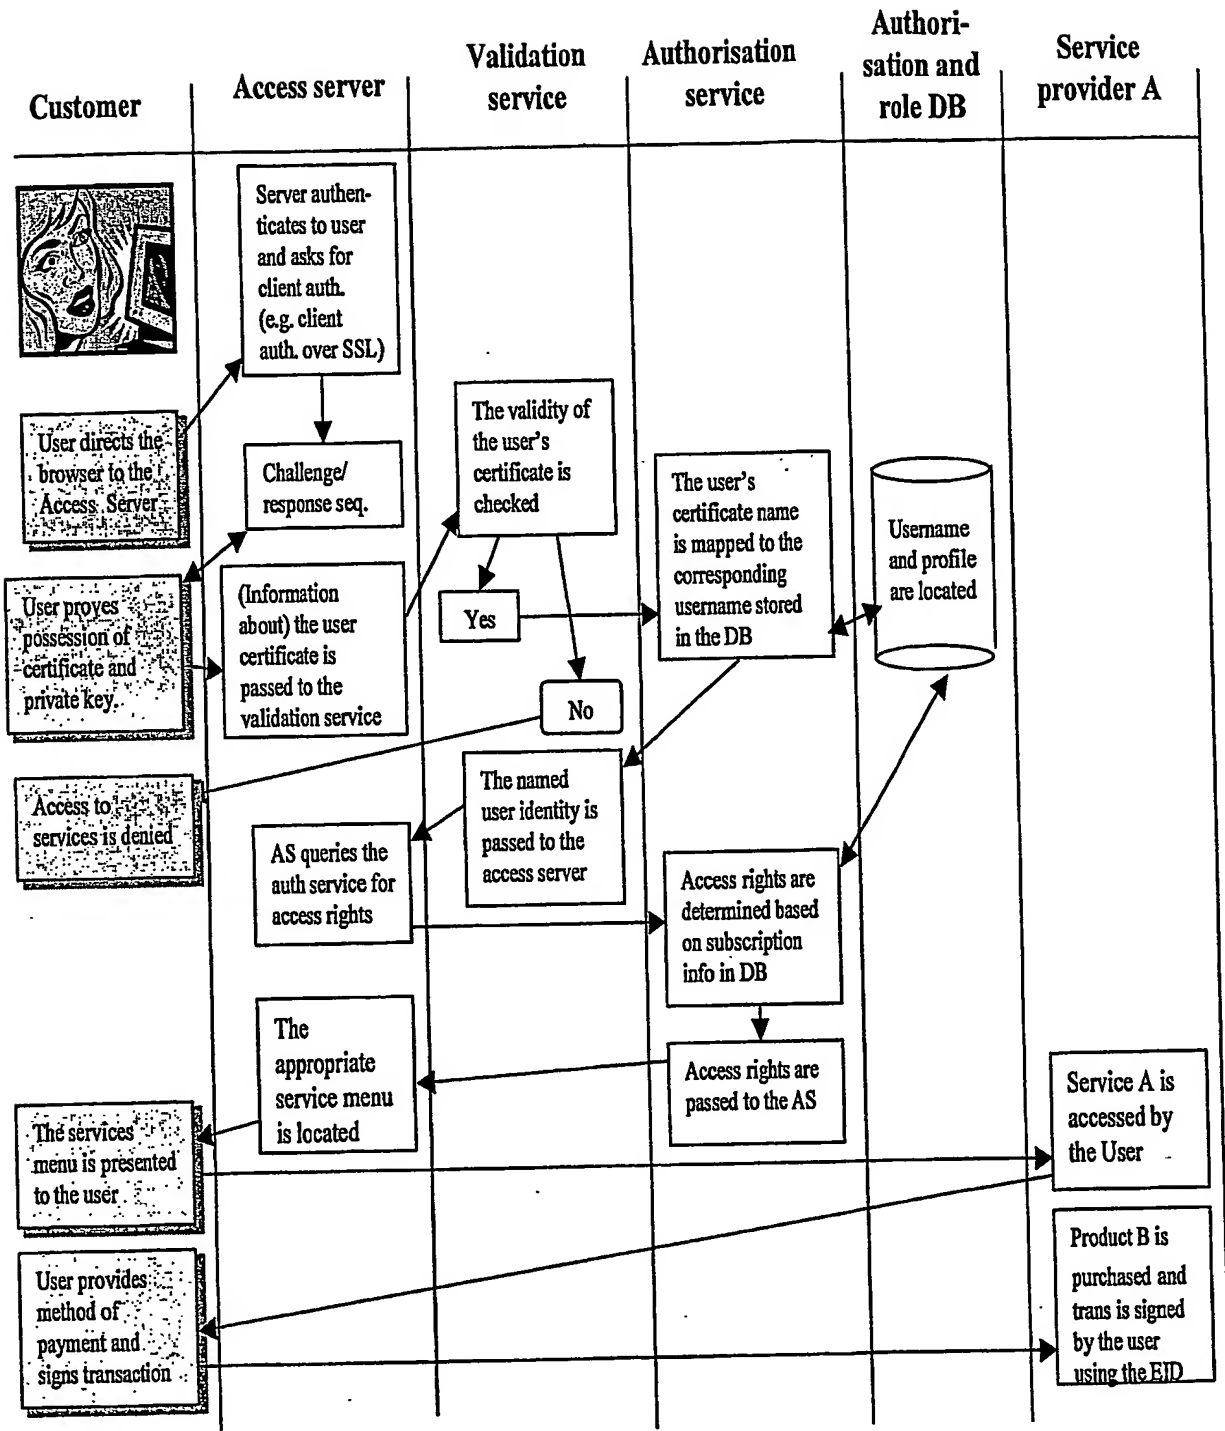 Customer
Access server
Validation
service
Authorisation
service
Authori-
sation and
role DB
Service
provider A
Server authen-
ticates to user
and asks for
client auth.
(e.g. client
auth. over SSL)
User directs the
browser to the
Access Server
Challenge/
response seq.
The validity of
the user's
certificate is
checked
The user's
certificate name
is mapped to the
corresponding
username stored
in the DB
Username
and profile
are located
User proves
possession of
certificate and
private key.
(Information
about) the user
certificate is
passed to the
validation service
Yes
No
Access to
services is denied
The named
user identity is
passed to the
access server
AS queries the
auth service for
access rights
Access rights are
determined based
on subscription
info in DB
The
appropriate
service menu
is located
Access rights are
passed to the AS
Service A is
accessed by
the User
The services
menu is presented
to the user
Product B is
purchased and
trans is signed
by the user
using the EID
User provides
method of
payment and
signs transaction